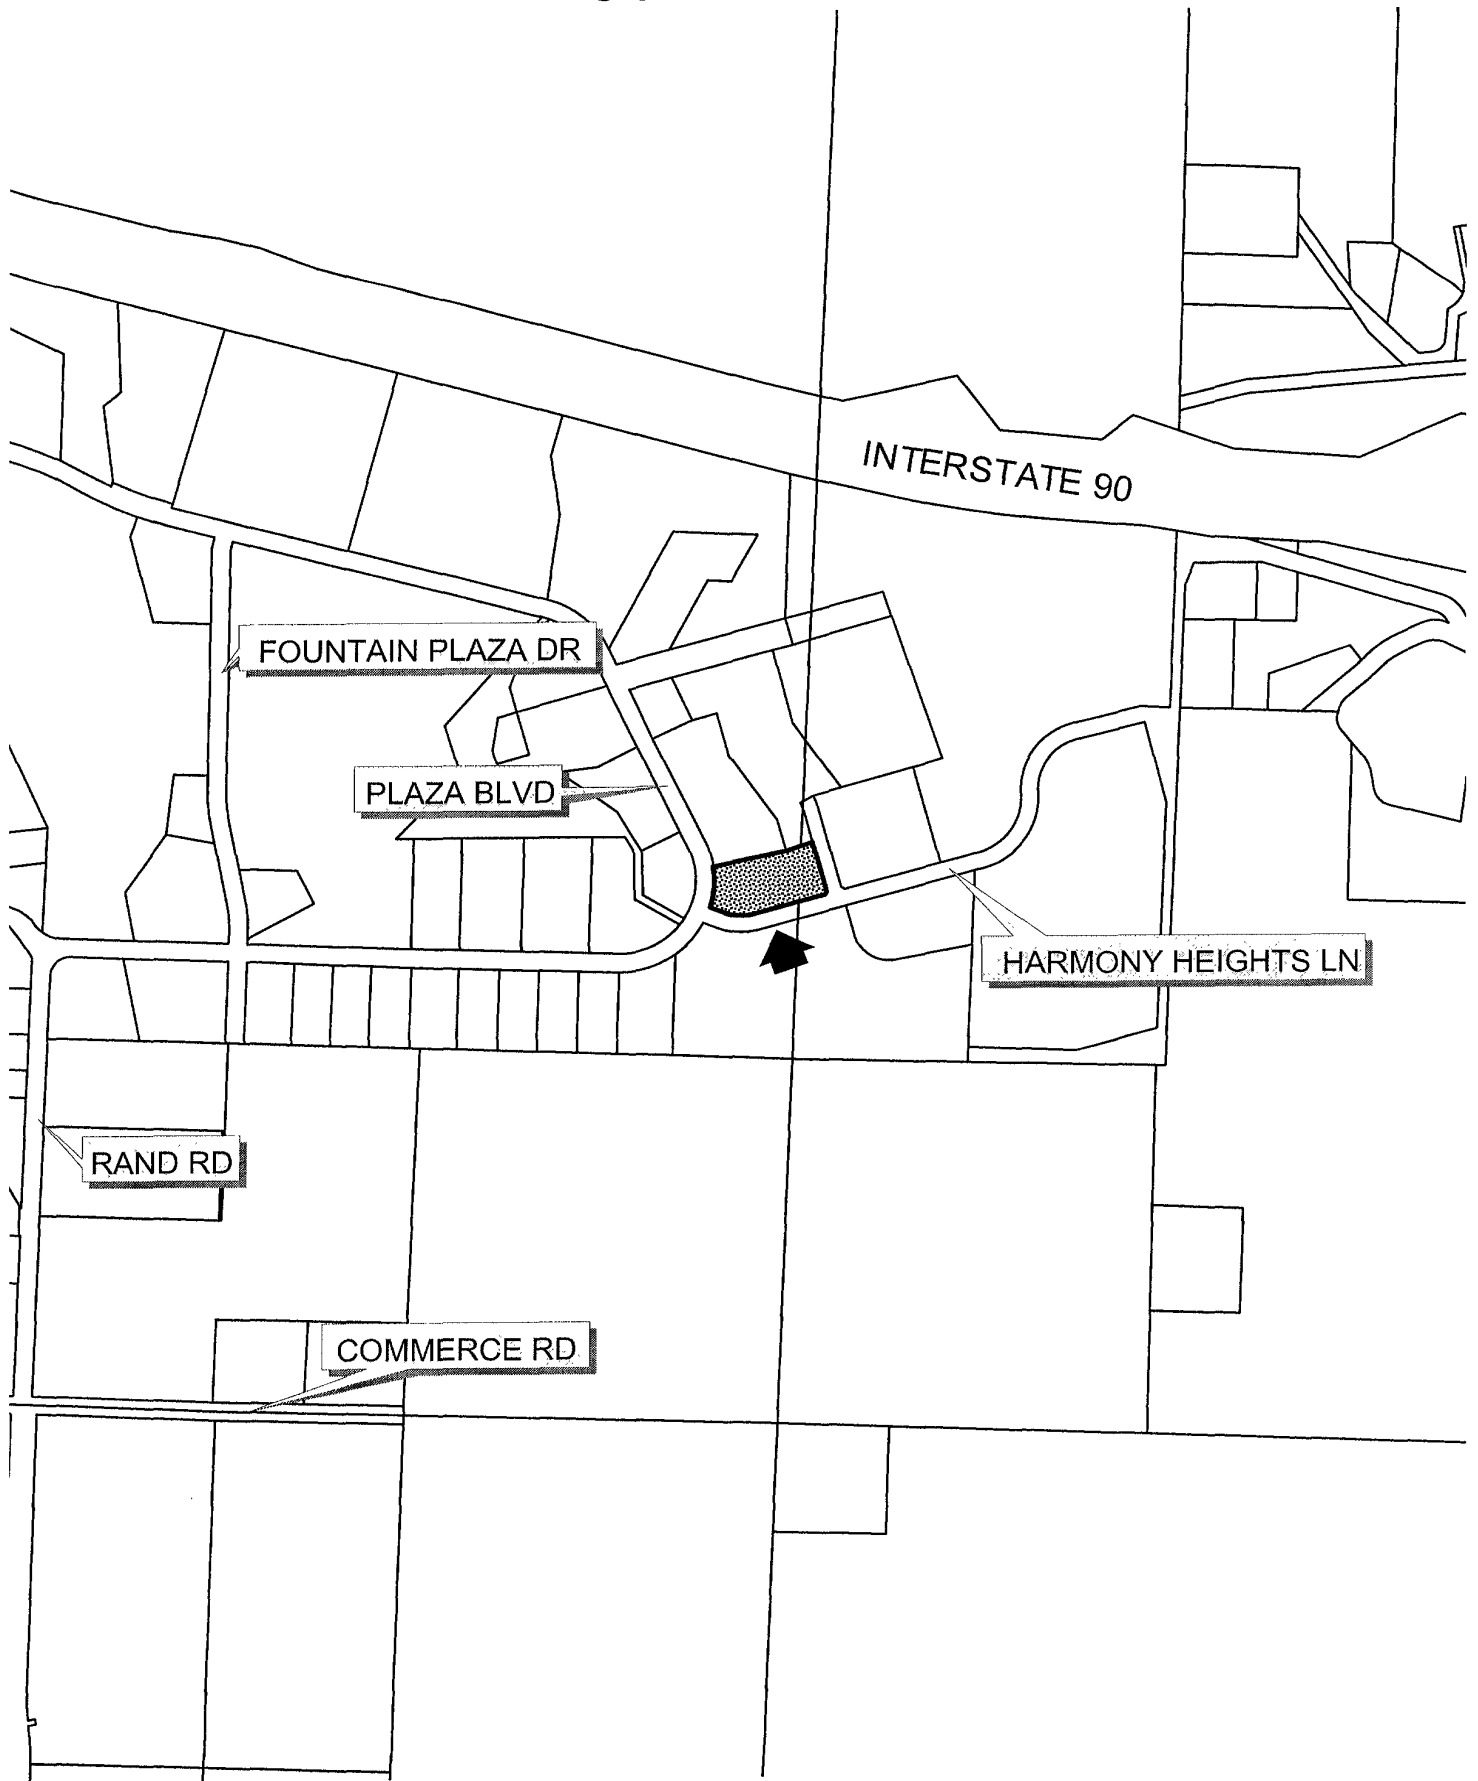 INTERSTATE 90
FOUNTAIN PLAZA DR
PLAZA BLVD
HARMONY HEIGHTS LN
RAND RD
COMMERCE RD